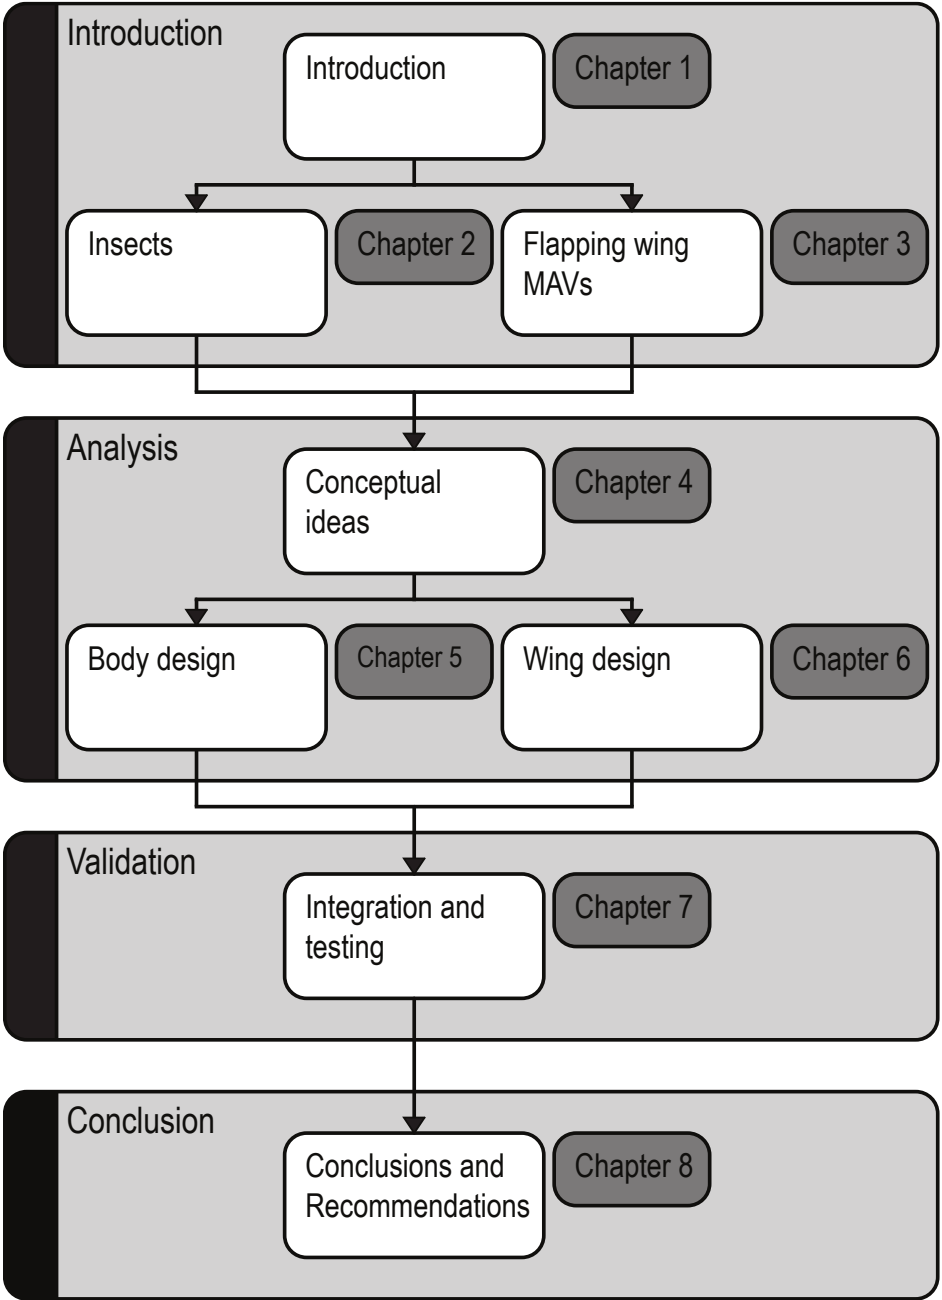 Introduction
Introduction
Chapter 1
Insects
Chapter 2
Flapping wing
MAVs
Chapter 3
Analysis
Conceptual
ideas
Chapter 4
Body design
Chapter 5
Wing design
Chapter 6
Validation
Integration and
testing
Chapter 7
Conclusion
Conclusions and
Recommendations
Chapter 8